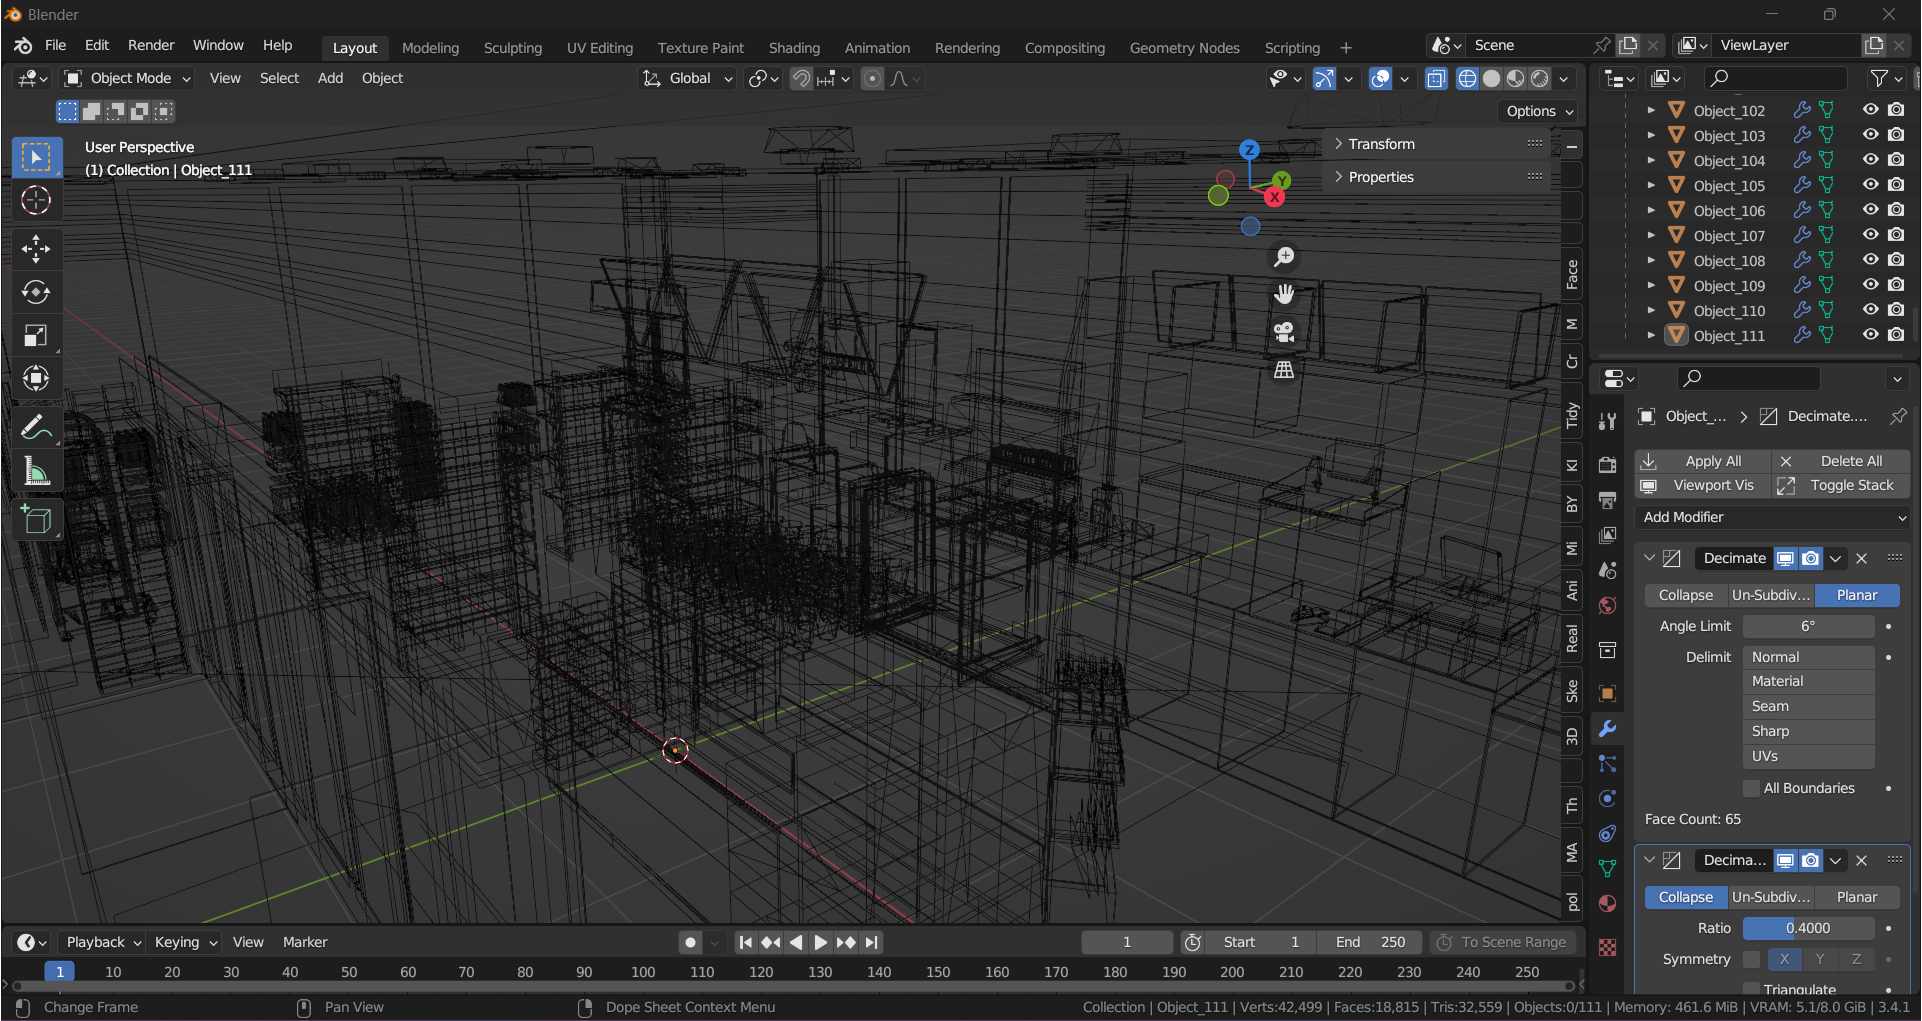 Blender
File Edit Render Window Help Layout Modeling Sculpting UV Editing Texture Paint Shading Animation Rendering Compositing Geometry Nodes Scripting + Scene ViewLayer
Object Mode View Select Add Object Global
Options
User Perspective
(1) Collection | Object_111
Z
Y
X
Transform
Properties
Face
M
Cr
Tidy
KI
BY
Mi
Ani
Real
Ske
3D
Th
MA
pol
Object_102
Object_103
Object_104
Object_105
Object_106
Object_107
Object_108
Object_109
Object_110
Object_111
Object_... > Decimate....
Apply All Delete All
Viewport Vis Toggle Stack
Add Modifier
Decimate
Collapse Un-Subdiv... Planar
Angle Limit 6°
Delimit Normal
Material
Seam
Sharp
UVs
All Boundaries
Face Count: 65
Decima...
Collapse Un-Subdiv... Planar
Ratio 0.4000
Symmetry X Y Z
Triangulate
Playback Keying View Marker 1 Start 1 End 250 To Scene Range
1 10 20 30 40 50 60 70 80 90 100 110 120 130 140 150 160 170 180 190 200 210 220 230 240 250
Change Frame Pan View Dope Sheet Context Menu Collection | Object_111 | Verts:42,499 | Faces:18,815 | Tris:32,559 | Objects:0/111 | Memory: 461.6 MiB | VRAM: 5.1/8.0 GiB | 3.4.1